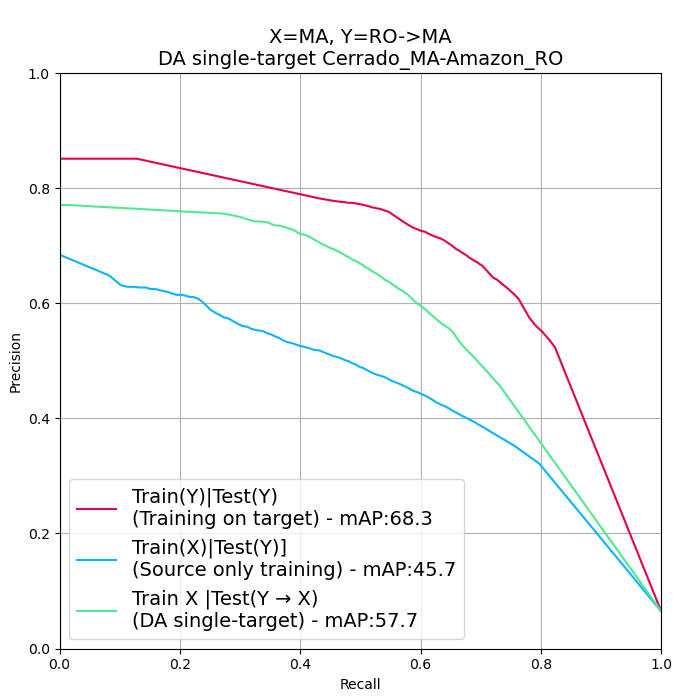 X=MA, Y=RO->MA
DA single-target Cerrado_MA-Amazon_RO
1.0
0.8
0.6
0.4
0.2
0.0
Precision
Train(Y)|Test(Y)
(Training on target) - mAP:68.3
Train(X)|Test(Y)]
(Source only training) - mAP:45.7
Train X |Test(Y → X)
(DA single-target) - mAP:57.7
0.0 0.2 0.4 0.6 0.8 1.0
Recall